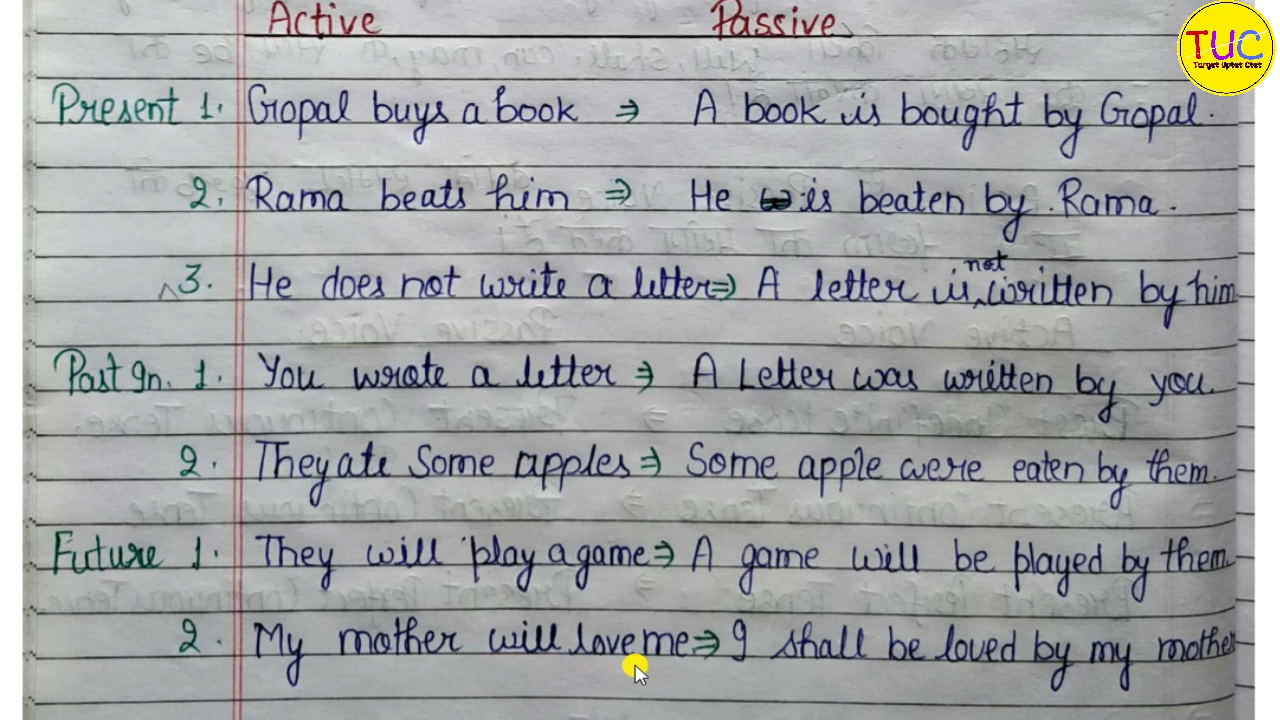 Active Passive
TUC
Target Uptet Ctet
Present 1. Gopal buys a book ⇒ A book is bought by Gopal.
2. Rama beats him ⇒ He is beaten by Rama.
3. He does not write a letter ⇒ A letter is not written by him
Past In. 1. You wrote a letter ⇒ A Letter was written by you.
2. They ate Some apples ⇒ Some apple were eaten by them.
Future 1. They will play a game ⇒ A game will be played by them.
2. My mother will love me ⇒ I shall be loved by my mother